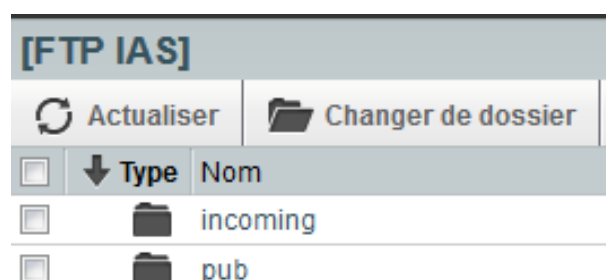 [FTP IAS]
Actualiser Changer de dossier
Type Nom
incoming
pub